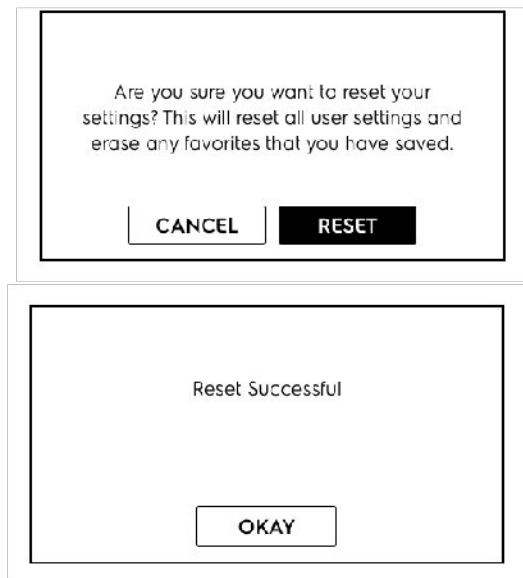 Are you sure you want to reset your
settings? This will reset all user settings and
erase any favorites that you have saved.
CANCEL RESET
Reset Successful
OKAY